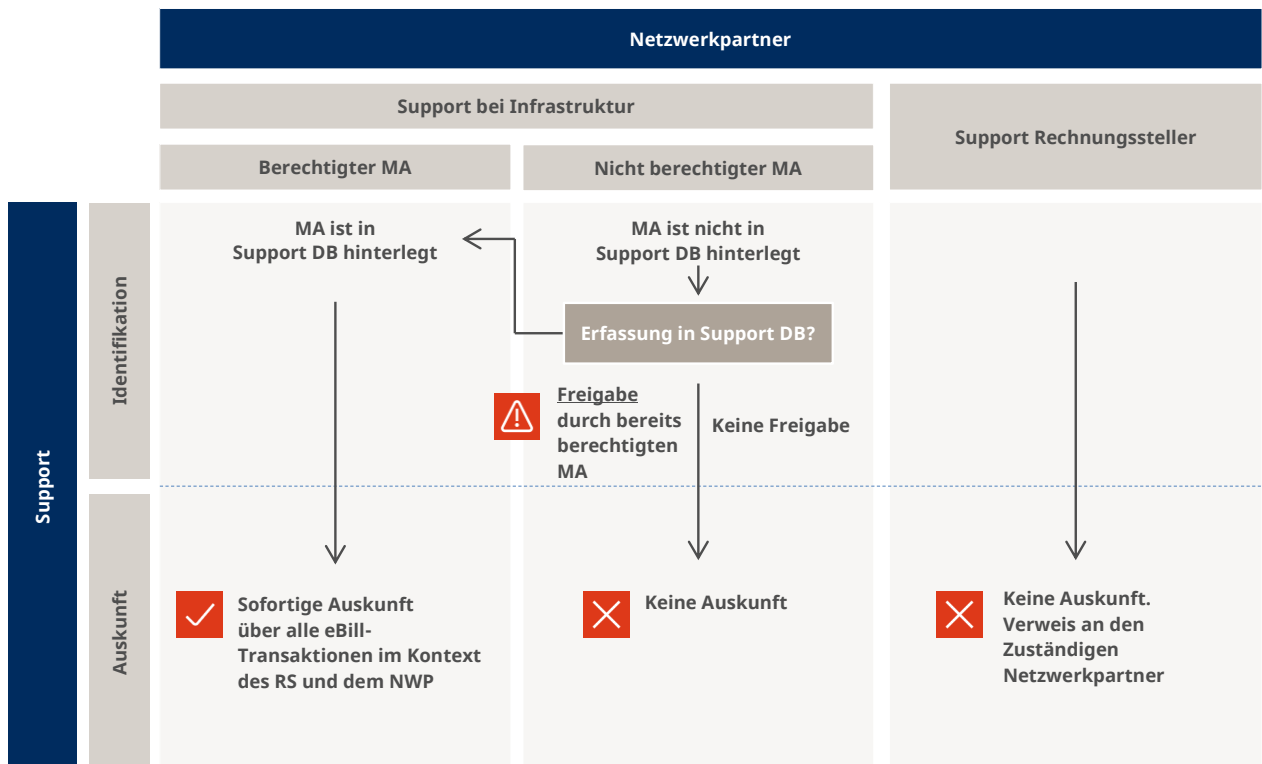 Netzwerkpartner
Support bei Infrastruktur
Support Rechnungssteller
Berechtigter MA
Nicht berechtigter MA
Support
Identifikation
MA ist in
Support DB hinterlegt
MA ist nicht in
Support DB hinterlegt
Erfassung in Support DB?
Freigabe
durch bereits
berechtigten
MA
Keine Freigabe
Auskunft
Sofortige Auskunft
über alle eBill-
Transaktionen im Kontext
des RS und dem NWP
Keine Auskunft
Keine Auskunft.
Verweis an den
Zuständigen
Netzwerkpartner